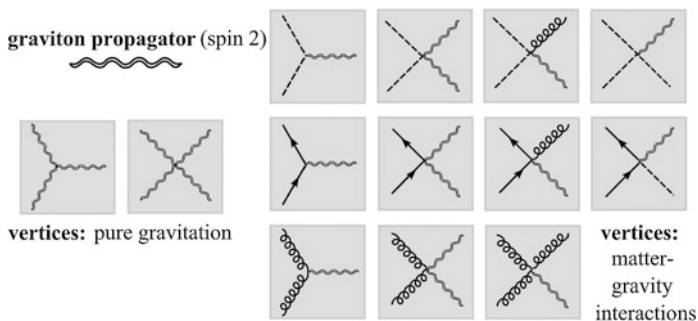 graviton propagator (spin 2)
vertices: pure gravitation
vertices:
matter-
gravity
interactions